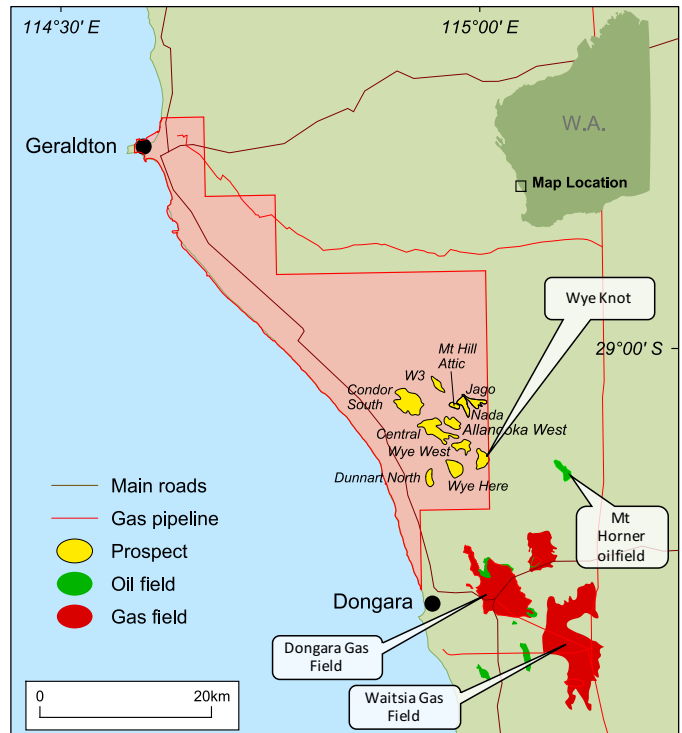 114°30' E
115°00' E
W.A.
Geraldton
Map Location
Wye Knot
29°00' S
Mt Hill
Attic
W3
Jago
Condor
South
Nada
Allanooka West
Central
Wye West
Dunnart North
Wye Here
Main roads
Gas pipeline
Prospect
Oil field
Gas field
Mt
Horner
oilfield
Dongara
Dongara Gas
Field
Waitsia Gas
Field
0
20km